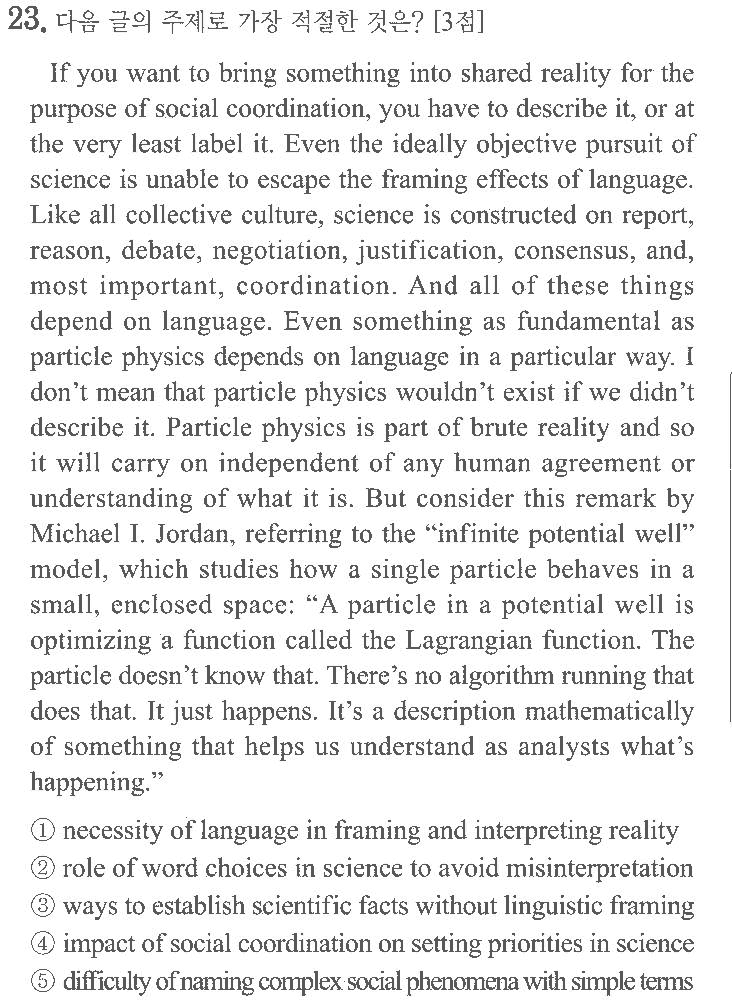 23. 다음 글의 주제로 가장 적절한 것은? [3점]
If you want to bring something into shared reality for the
purpose of social coordination, you have to describe it, or at
the very least label it. Even the ideally objective pursuit of
science is unable to escape the framing effects of language.
Like all collective culture, science is constructed on report,
reason, debate, negotiation, justification, consensus, and,
most important, coordination. And all of these things
depend on language. Even something as fundamental as
particle physics depends on language in a particular way. I
don't mean that particle physics wouldn't exist if we didn't
describe it. Particle physics is part of brute reality and so
it will carry on independent of any human agreement or
understanding of what it is. But consider this remark by
Michael I. Jordan, referring to the “infinite potential well”
model, which studies how a single particle behaves in a
small, enclosed space: “A particle in a potential well is
optimizing a function called the Lagrangian function. The
particle doesn't know that. There's no algorithm running that
does that. It just happens. It's a description mathematically
of something that helps us understand as analysts what's
happening.”
① necessity of language in framing and interpreting reality
② role of word choices in science to avoid misinterpretation
③ ways to establish scientific facts without linguistic framing
④ impact of social coordination on setting priorities in science
⑤ difficulty of naming complex social phenomena with simple terms